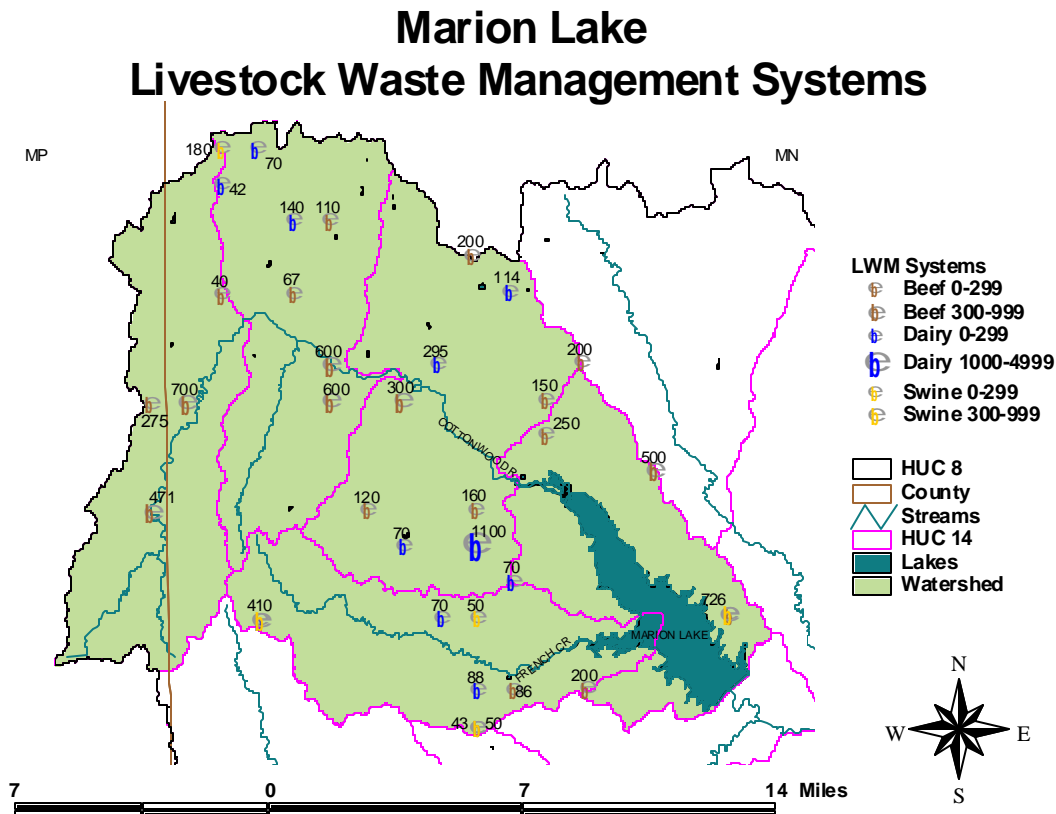 Marion Lake
Livestock Waste Management Systems
MP
MN
180
70
42
140
110
200
40
67
114
600
295
200
700
600
300
150
275
250
COTTONWOOD R.
500
471
120
160
70
1100
70
410
70
50
726
MARION LAKE
FRENCH CR
88
86
200
43
50
LWM Systems
Beef 0-299
Beef 300-999
Dairy 0-299
Dairy 1000-4999
Swine 0-299
Swine 300-999
HUC 8
County
Streams
HUC 14
Lakes
Watershed
N
W
E
S
7 0 7 14 Miles